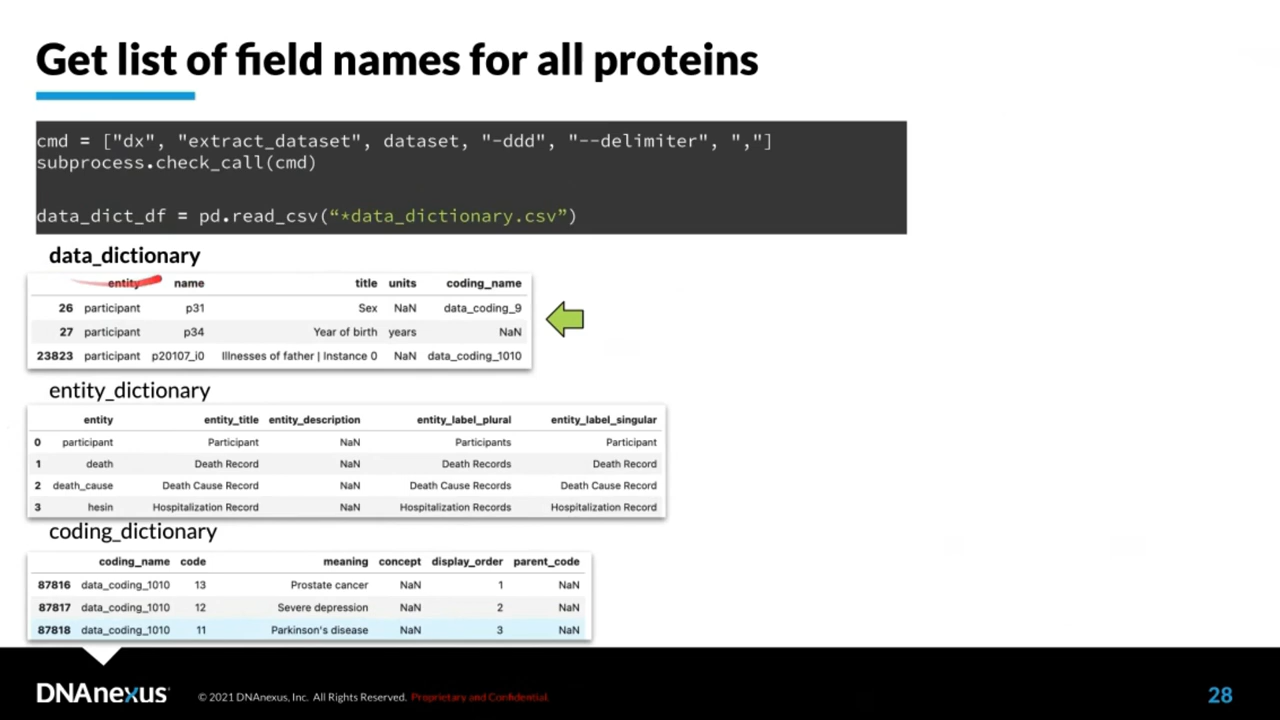 Get list of field names for all proteins
cmd = ["dx", "extract_dataset", dataset, "-ddd", "--delimiter", ","]
subprocess.check_call(cmd)
data_dict_df = pd.read_csv(“*data_dictionary.csv”)
data_dictionary
entity name title units coding_name
26 participant p31 Sex NaN data_coding_9
27 participant p34 Year of birth years NaN
23823 participant p20107_i0 Illnesses of father | Instance 0 NaN data_coding_1010
entity_dictionary
entity entity_title entity_description entity_label_plural entity_label_singular
0 participant Participant NaN Participants Participant
1 death Death Record NaN Death Records Death Record
2 death_cause Death Cause Record NaN Death Cause Records Death Cause Record
3 hesin Hospitalization Record NaN Hospitalization Records Hospitalization Record
coding_dictionary
coding_name code meaning concept display_order parent_code
87816 data_coding_1010 13 Prostate cancer NaN 1 NaN
87817 data_coding_1010 12 Severe depression NaN 2 NaN
87818 data_coding_1010 11 Parkinson's disease NaN 3 NaN
DNAnexus © 2021 DNAnexus, Inc. All Rights Reserved. Proprietary and Confidential. 28